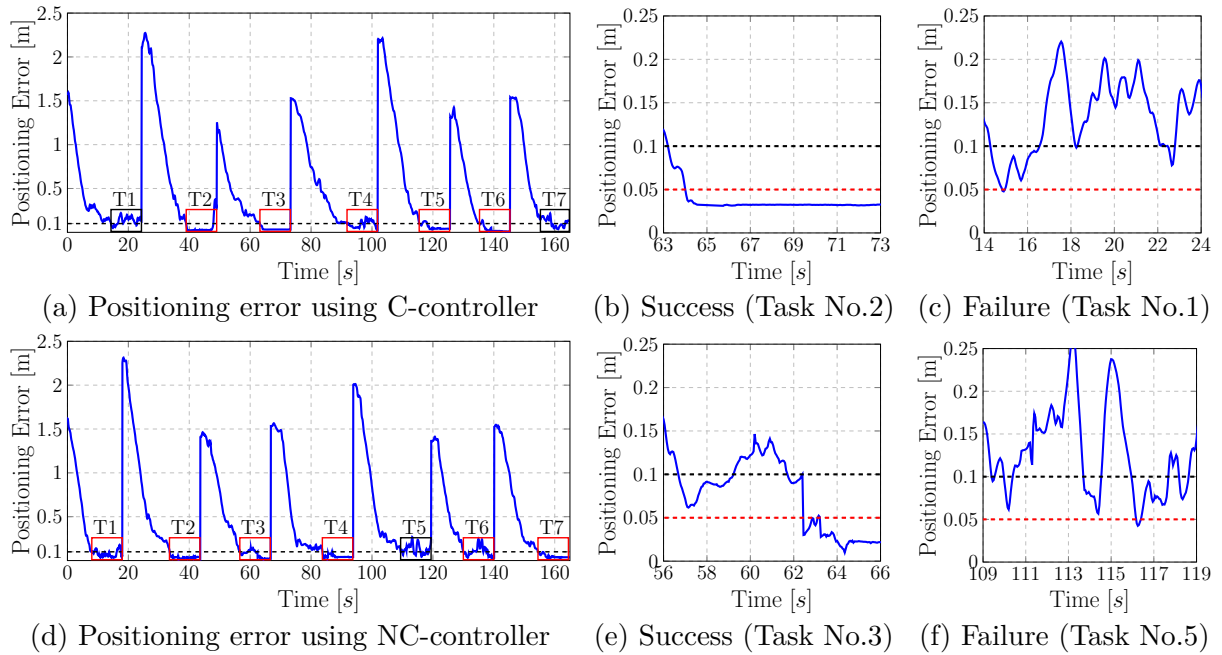 Positioning Error [m]
2.5
2
1.5
1
0.5
0.1
T1 T2 T3 T4 T5 T6 T7
0 20 40 60 80 100 120 140 160
Time [s]
(a) Positioning error using C-controller
Positioning Error [m]
0.25
0.2
0.15
0.1
0.05
0
63 65 67 69 71 73
Time [s]
(b) Success (Task No.2)
Positioning Error [m]
0.25
0.2
0.15
0.1
0.05
0
14 16 18 20 22 24
Time [s]
(c) Failure (Task No.1)
Positioning Error [m]
2.5
2
1.5
1
0.5
0.1
T1 T2 T3 T4 T5 T6 T7
0 20 40 60 80 100 120 140 160
Time [s]
(d) Positioning error using NC-controller
Positioning Error [m]
0.25
0.2
0.15
0.1
0.05
0
56 58 60 62 64 66
Time [s]
(e) Success (Task No.3)
Positioning Error [m]
0.25
0.2
0.15
0.1
0.05
0
109 111 113 115 117 119
Time [s]
(f) Failure (Task No.5)